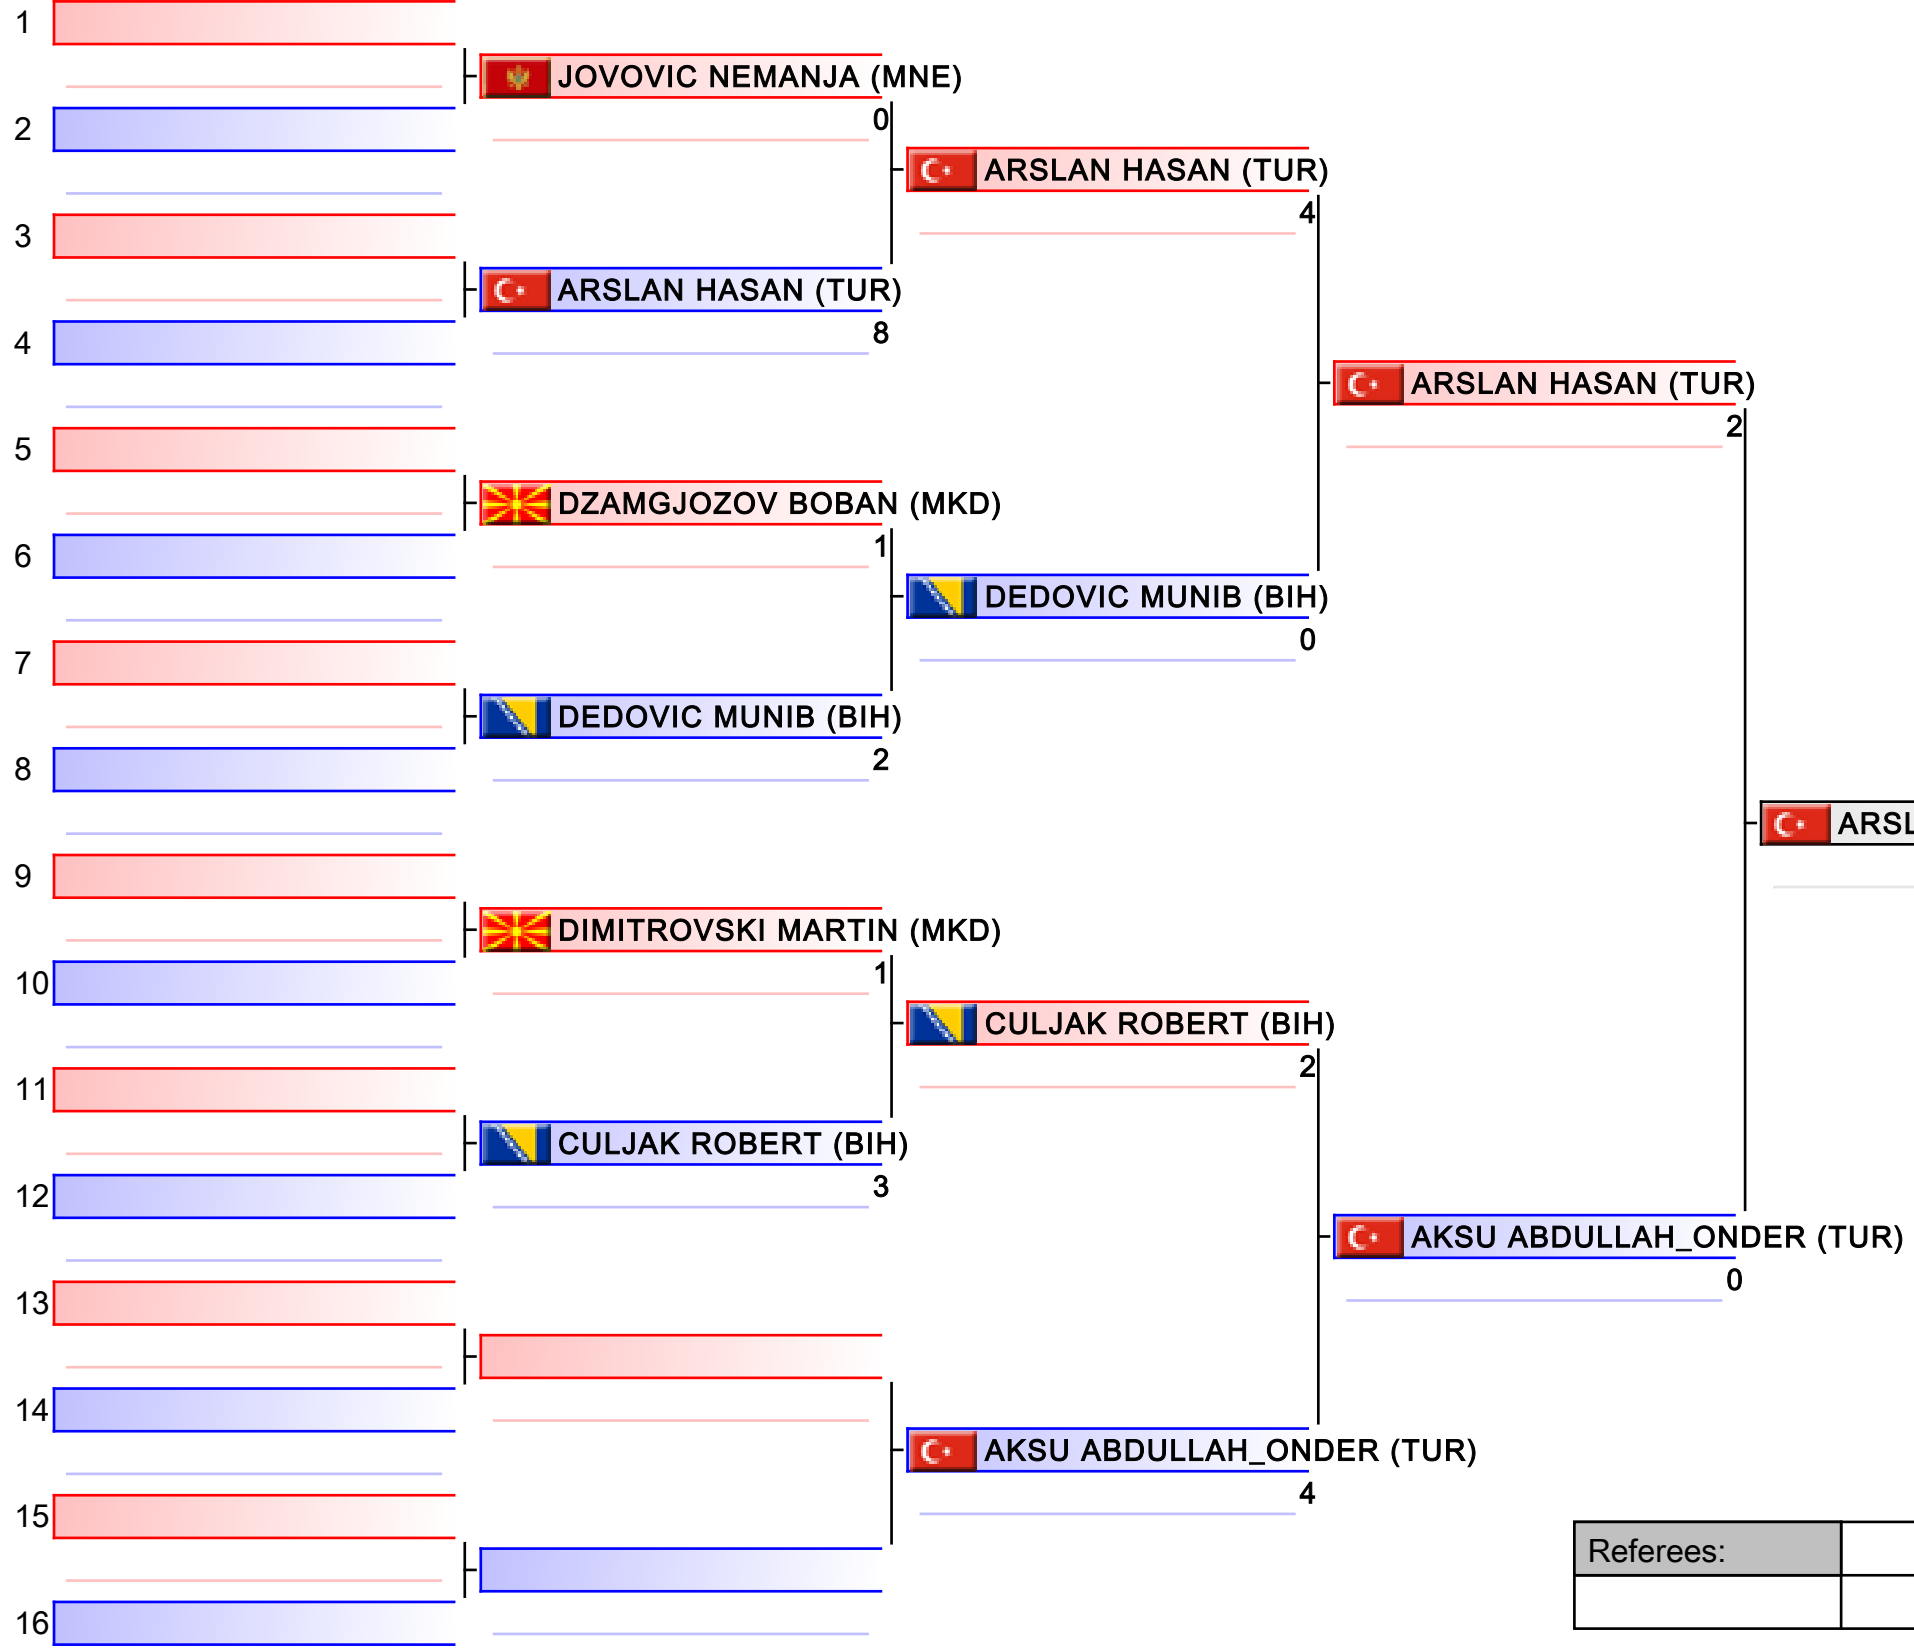 1
JOVOVIC NEMANJA (MNE)
0
2
ARSLAN HASAN (TUR)
4
3
ARSLAN HASAN (TUR)
8
4
ARSLAN HASAN (TUR)
2
5
DZAMGJOZOV BOBAN (MKD)
1
6
DEDOVIC MUNIB (BIH)
0
7
DEDOVIC MUNIB (BIH)
2
8
ARSL
9
DIMITROVSKI MARTIN (MKD)
1
10
CULJAK ROBERT (BIH)
2
11
CULJAK ROBERT (BIH)
3
12
AKSU ABDULLAH_ONDER (TUR)
0
13
14
AKSU ABDULLAH_ONDER (TUR)
4
15
Referees:
16